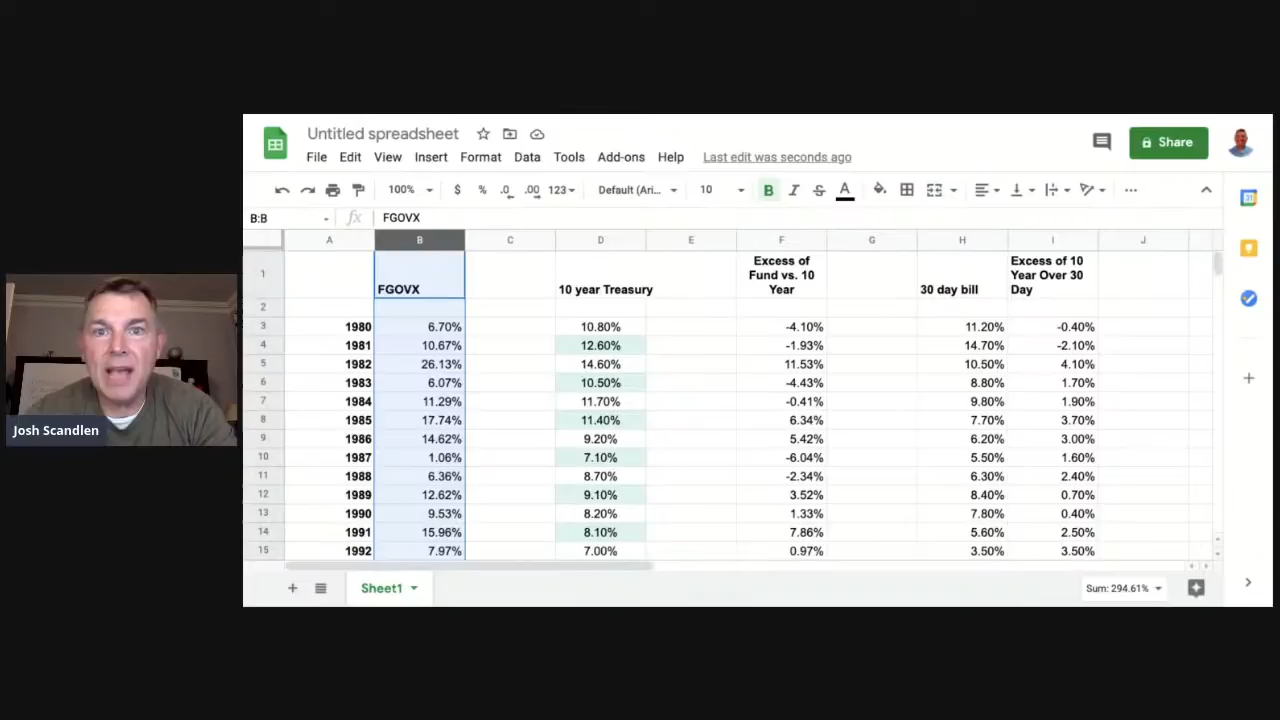 Untitled spreadsheet
File Edit View Insert Format Data Tools Add-ons Help Last edit was seconds ago
Share
100% $ % .0 .00 123 Default (Ari... 10 B I S A
B:B fx FGOVX
A B C D E F G H I J
1 FGOVX 10 year Treasury Excess of Fund vs. 10 Year 30 day bill Excess of 10 Year Over 30 Day
2
3 1980 6.70% 10.80% -4.10% 11.20% -0.40%
4 1981 10.67% 12.60% -1.93% 14.70% -2.10%
5 1982 26.13% 14.60% 11.53% 10.50% 4.10%
6 1983 6.07% 10.50% -4.43% 8.80% 1.70%
7 1984 11.29% 11.70% -0.41% 9.80% 1.90%
8 1985 17.74% 11.40% 6.34% 7.70% 3.70%
9 1986 14.62% 9.20% 5.42% 6.20% 3.00%
10 1987 1.06% 7.10% -6.04% 5.50% 1.60%
11 1988 6.36% 8.70% -2.34% 6.30% 2.40%
12 1989 12.62% 9.10% 3.52% 8.40% 0.70%
13 1990 9.53% 8.20% 1.33% 7.80% 0.40%
14 1991 15.96% 8.10% 7.86% 5.60% 2.50%
15 1992 7.97% 7.00% 0.97% 3.50% 3.50%
Sheet1 Sum: 294.61%
31
Josh Scandlen